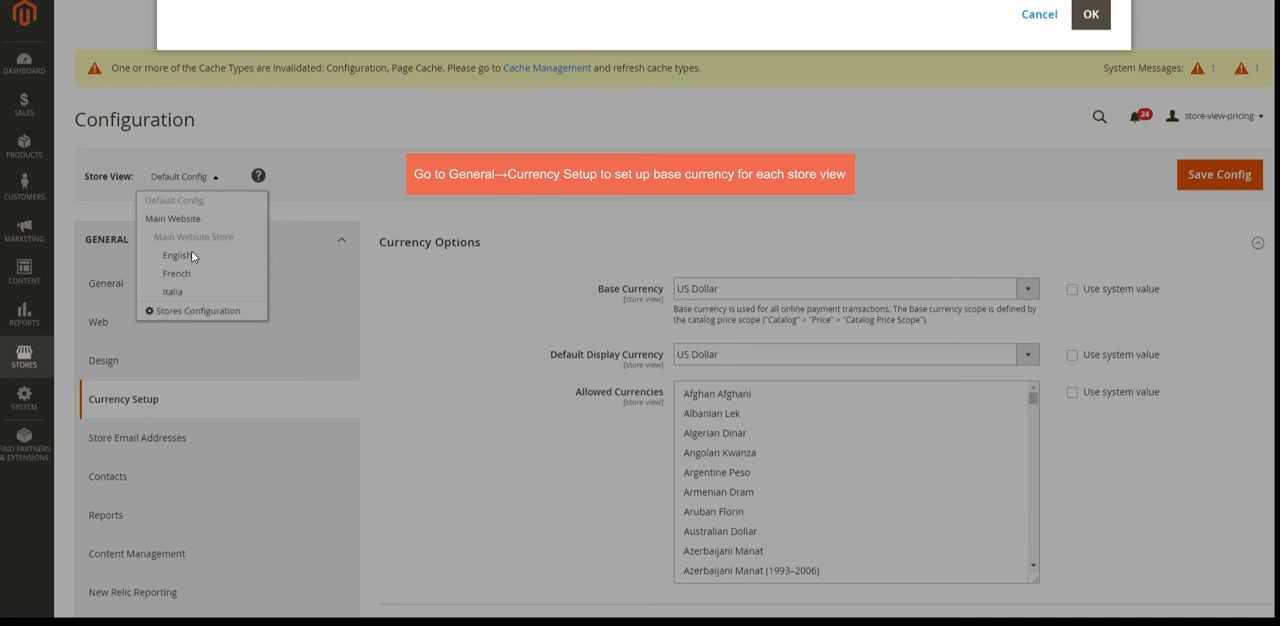 Cancel OK
One or more of the Cache Types are invalidated: Configuration, Page Cache. Please go to Cache Management and refresh cache types.
System Messages: 1 1
Configuration
24
store-view-pricing
Store View: Default Config
?
Go to General→Currency Setup to set up base currency for each store view
Save Config
Default Config
Main Website
Main Website Store
English
French
Italia
Stores Configuration
DASHBOARD
$
SALES
PRODUCTS
CUSTOMERS
MARKETING
CONTENT
REPORTS
STORES
SYSTEM
FIND PARTNERS
& EXTENSIONS
GENERAL
General
Web
Design
Currency Setup
Store Email Addresses
Contacts
Reports
Content Management
New Relic Reporting
Currency Options
Base Currency
[store view]
US Dollar
Use system value
Base currency is used for all online payment transactions. The base currency scope is defined by
the catalog price scope ("Catalog" > "Price" > "Catalog Price Scope").
Default Display Currency
[store view]
US Dollar
Use system value
Allowed Currencies
[store view]
Afghan Afghani
Albanian Lek
Algerian Dinar
Angolan Kwanza
Argentine Peso
Armenian Dram
Aruban Florin
Australian Dollar
Azerbaijani Manat
Azerbaijani Manat (1993–2006)
Use system value